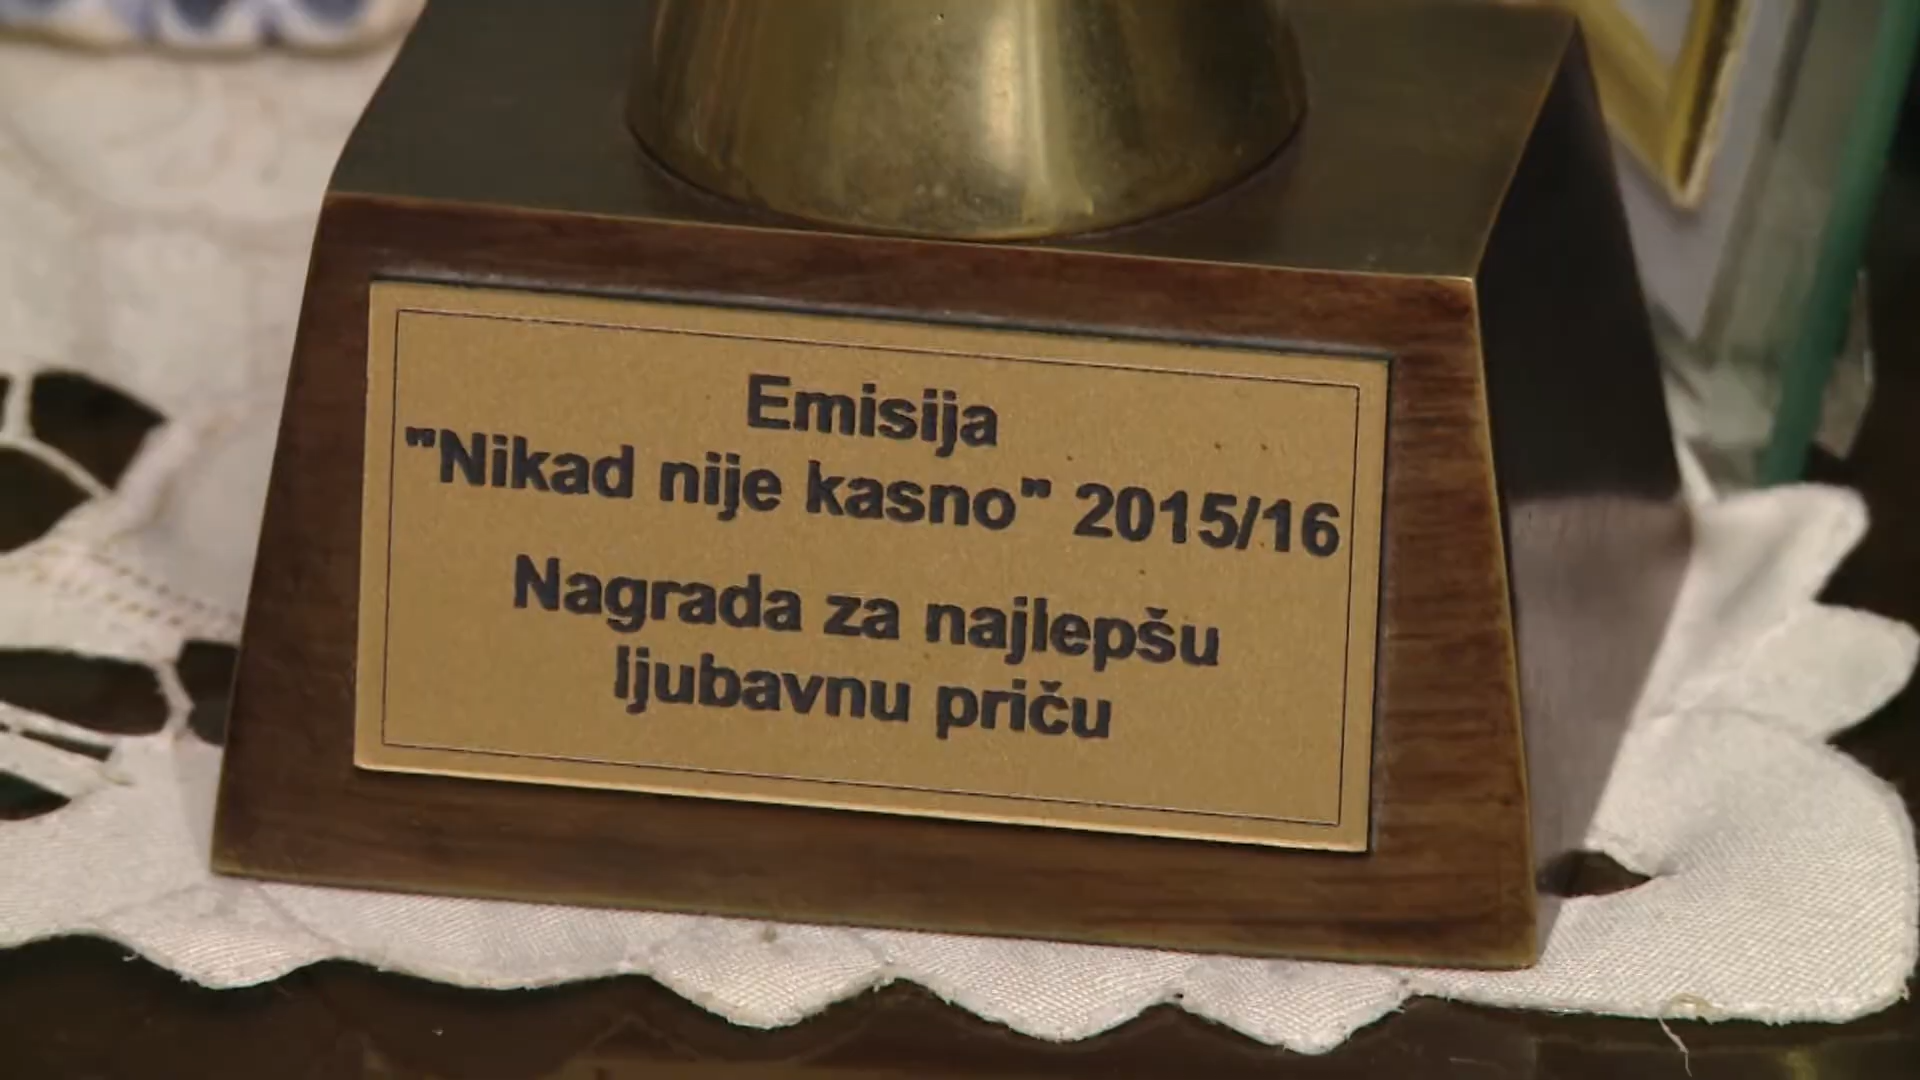 Emisija
"Nikad nije kasno" 2015/16
Nagrada za najlepšu
ljubavnu priču